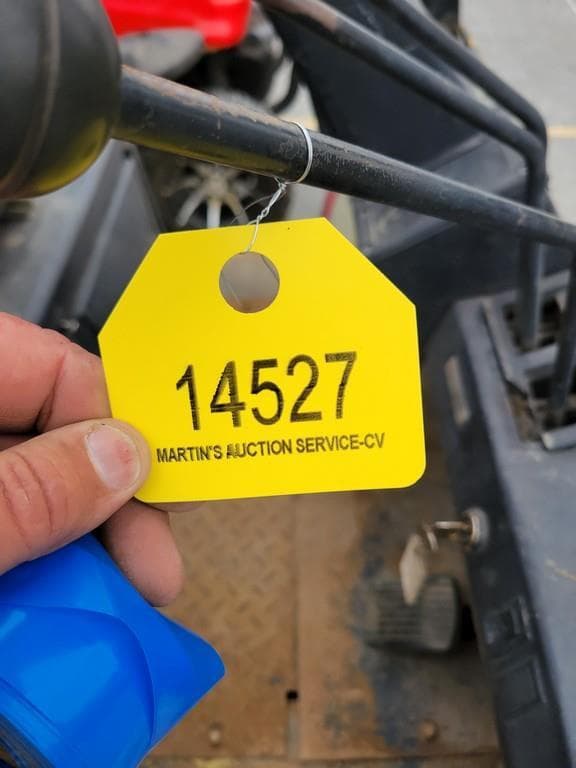 14527
MARTIN'S AUCTION SERVICE-CV